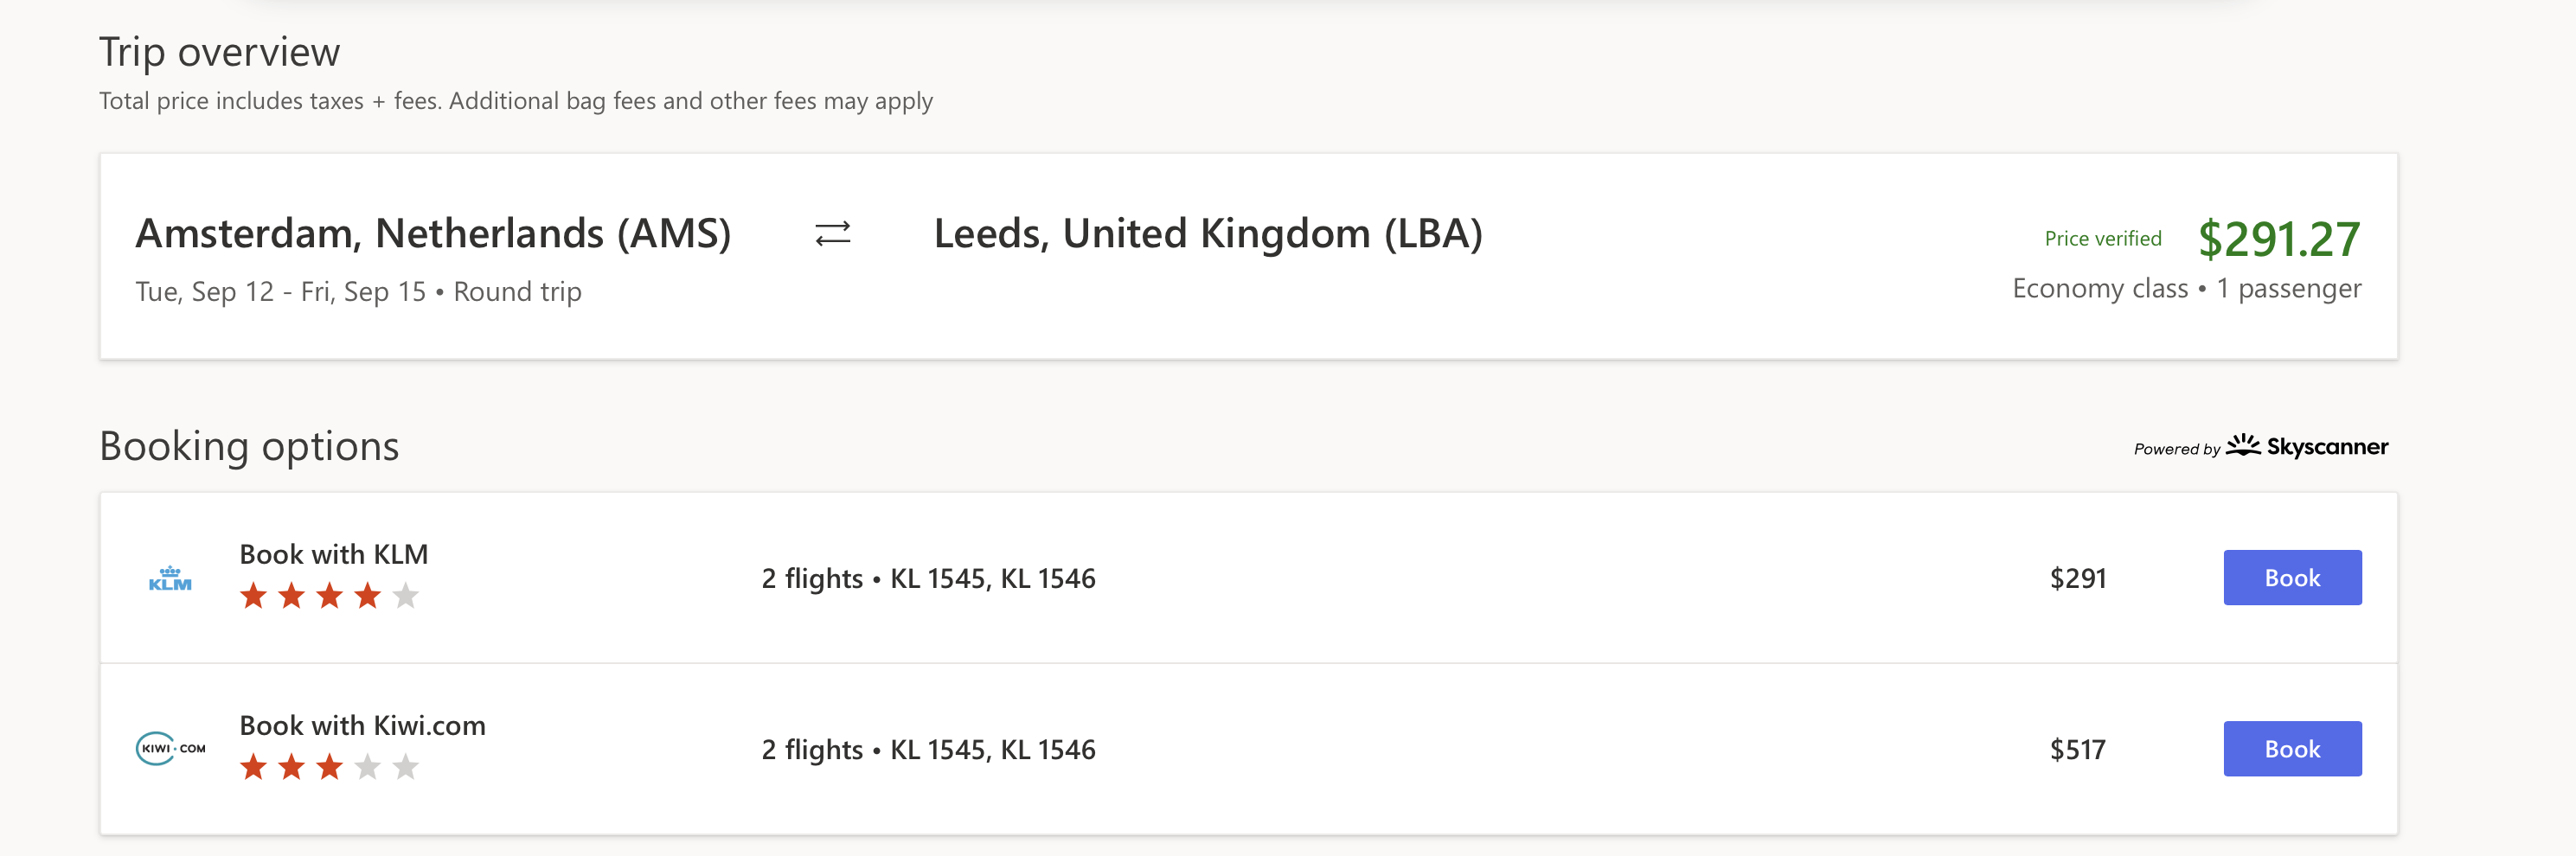 Trip overview
Total price includes taxes + fees. Additional bag fees and other fees may apply
Amsterdam, Netherlands (AMS) ⇄ Leeds, United Kingdom (LBA)
Price verified $291.27
Tue, Sep 12 - Fri, Sep 15 • Round trip
Economy class • 1 passenger
Booking options
Powered by Skyscanner
KLM
Book with KLM
2 flights • KL 1545, KL 1546
$291
Book
KIWI.COM
Book with Kiwi.com
2 flights • KL 1545, KL 1546
$517
Book